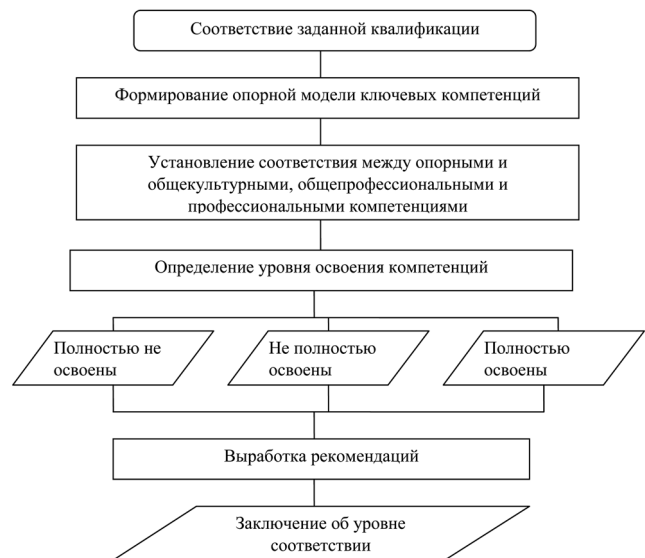 Соответствие заданной квалификации
Формирование опорной модели ключевых компетенций
Установление соответствия между опорными и
общекультурными, общепрофессиональными и
профессиональными компетенциями
Определение уровня освоения компетенций
Полностью не
освоены
Не полностью
освоены
Полностью
освоены
Выработка рекомендаций
Заключение об уровне
соответствии